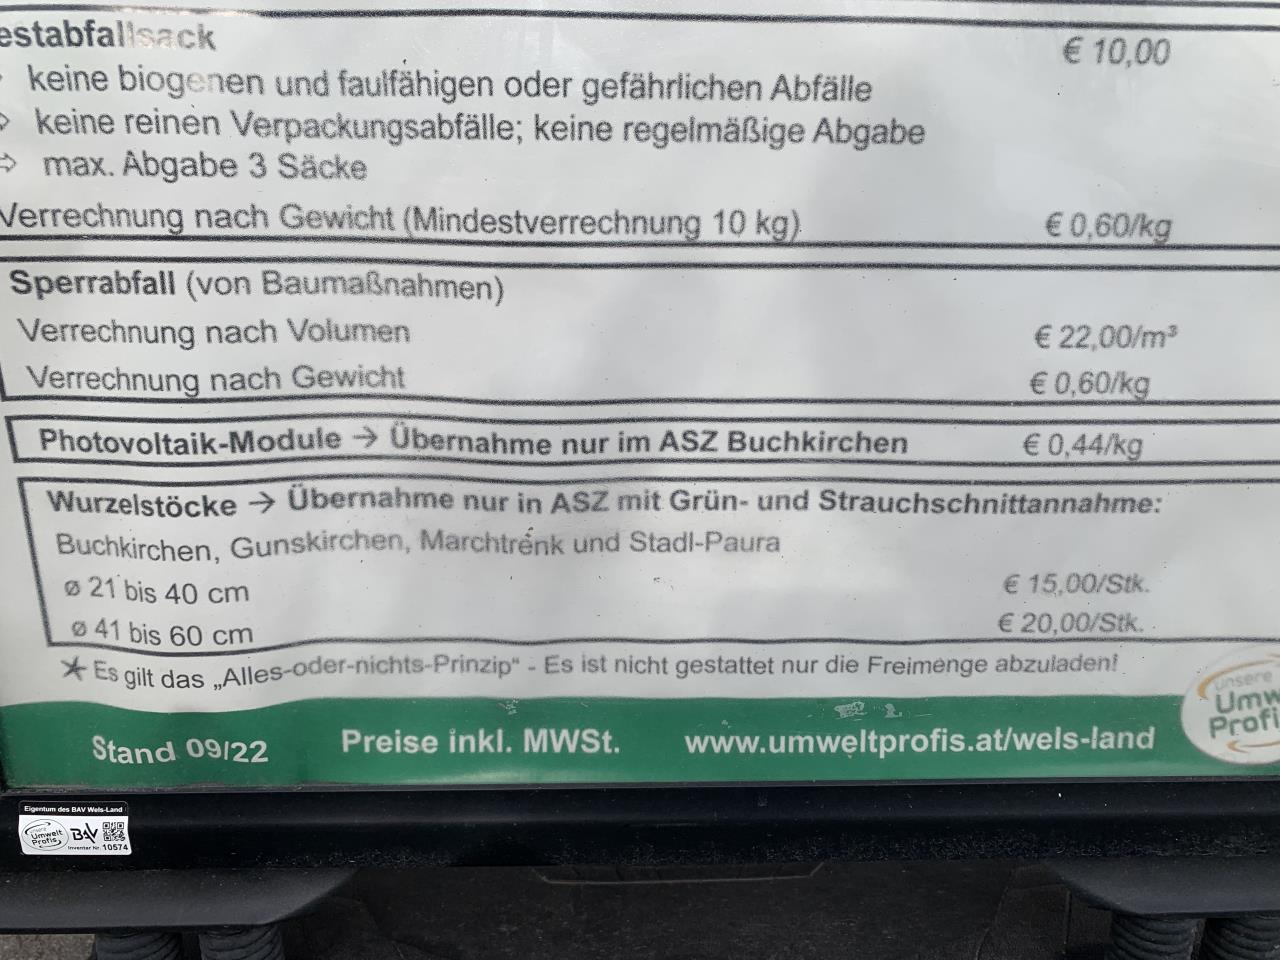 estabfallsack € 10,00
keine biogenen und faulfähigen oder gefährlichen Abfälle
⇨ keine reinen Verpackungsabfälle; keine regelmäßige Abgabe
⇨ max. Abgabe 3 Säcke
Verrechnung nach Gewicht (Mindestverrechnung 10 kg) € 0,60/kg
Sperrabfall (von Baumaßnahmen)
Verrechnung nach Volumen € 22,00/m³
Verrechnung nach Gewicht € 0,60/kg
Photovoltaik-Module → Übernahme nur im ASZ Buchkirchen € 0,44/kg
Wurzelstöcke → Übernahme nur in ASZ mit Grün- und Strauchschnittannahme:
Buchkirchen, Gunskirchen, Marchtrenk und Stadl-Paura
ø 21 bis 40 cm € 15,00/Stk.
ø 41 bis 60 cm € 20,00/Stk.
* Es gilt das „Alles-oder-nichts-Prinzip" - Es ist nicht gestattet nur die Freimenge abzuladen!
unsere
Umw
Profi
Stand 09/22 Preise inkl. MWSt. www.umweltprofis.at/wels-land
Eigentum des BAV Wels-Land
unsere
Umwelt
Profis
BAV
Inventar Nr. 10574